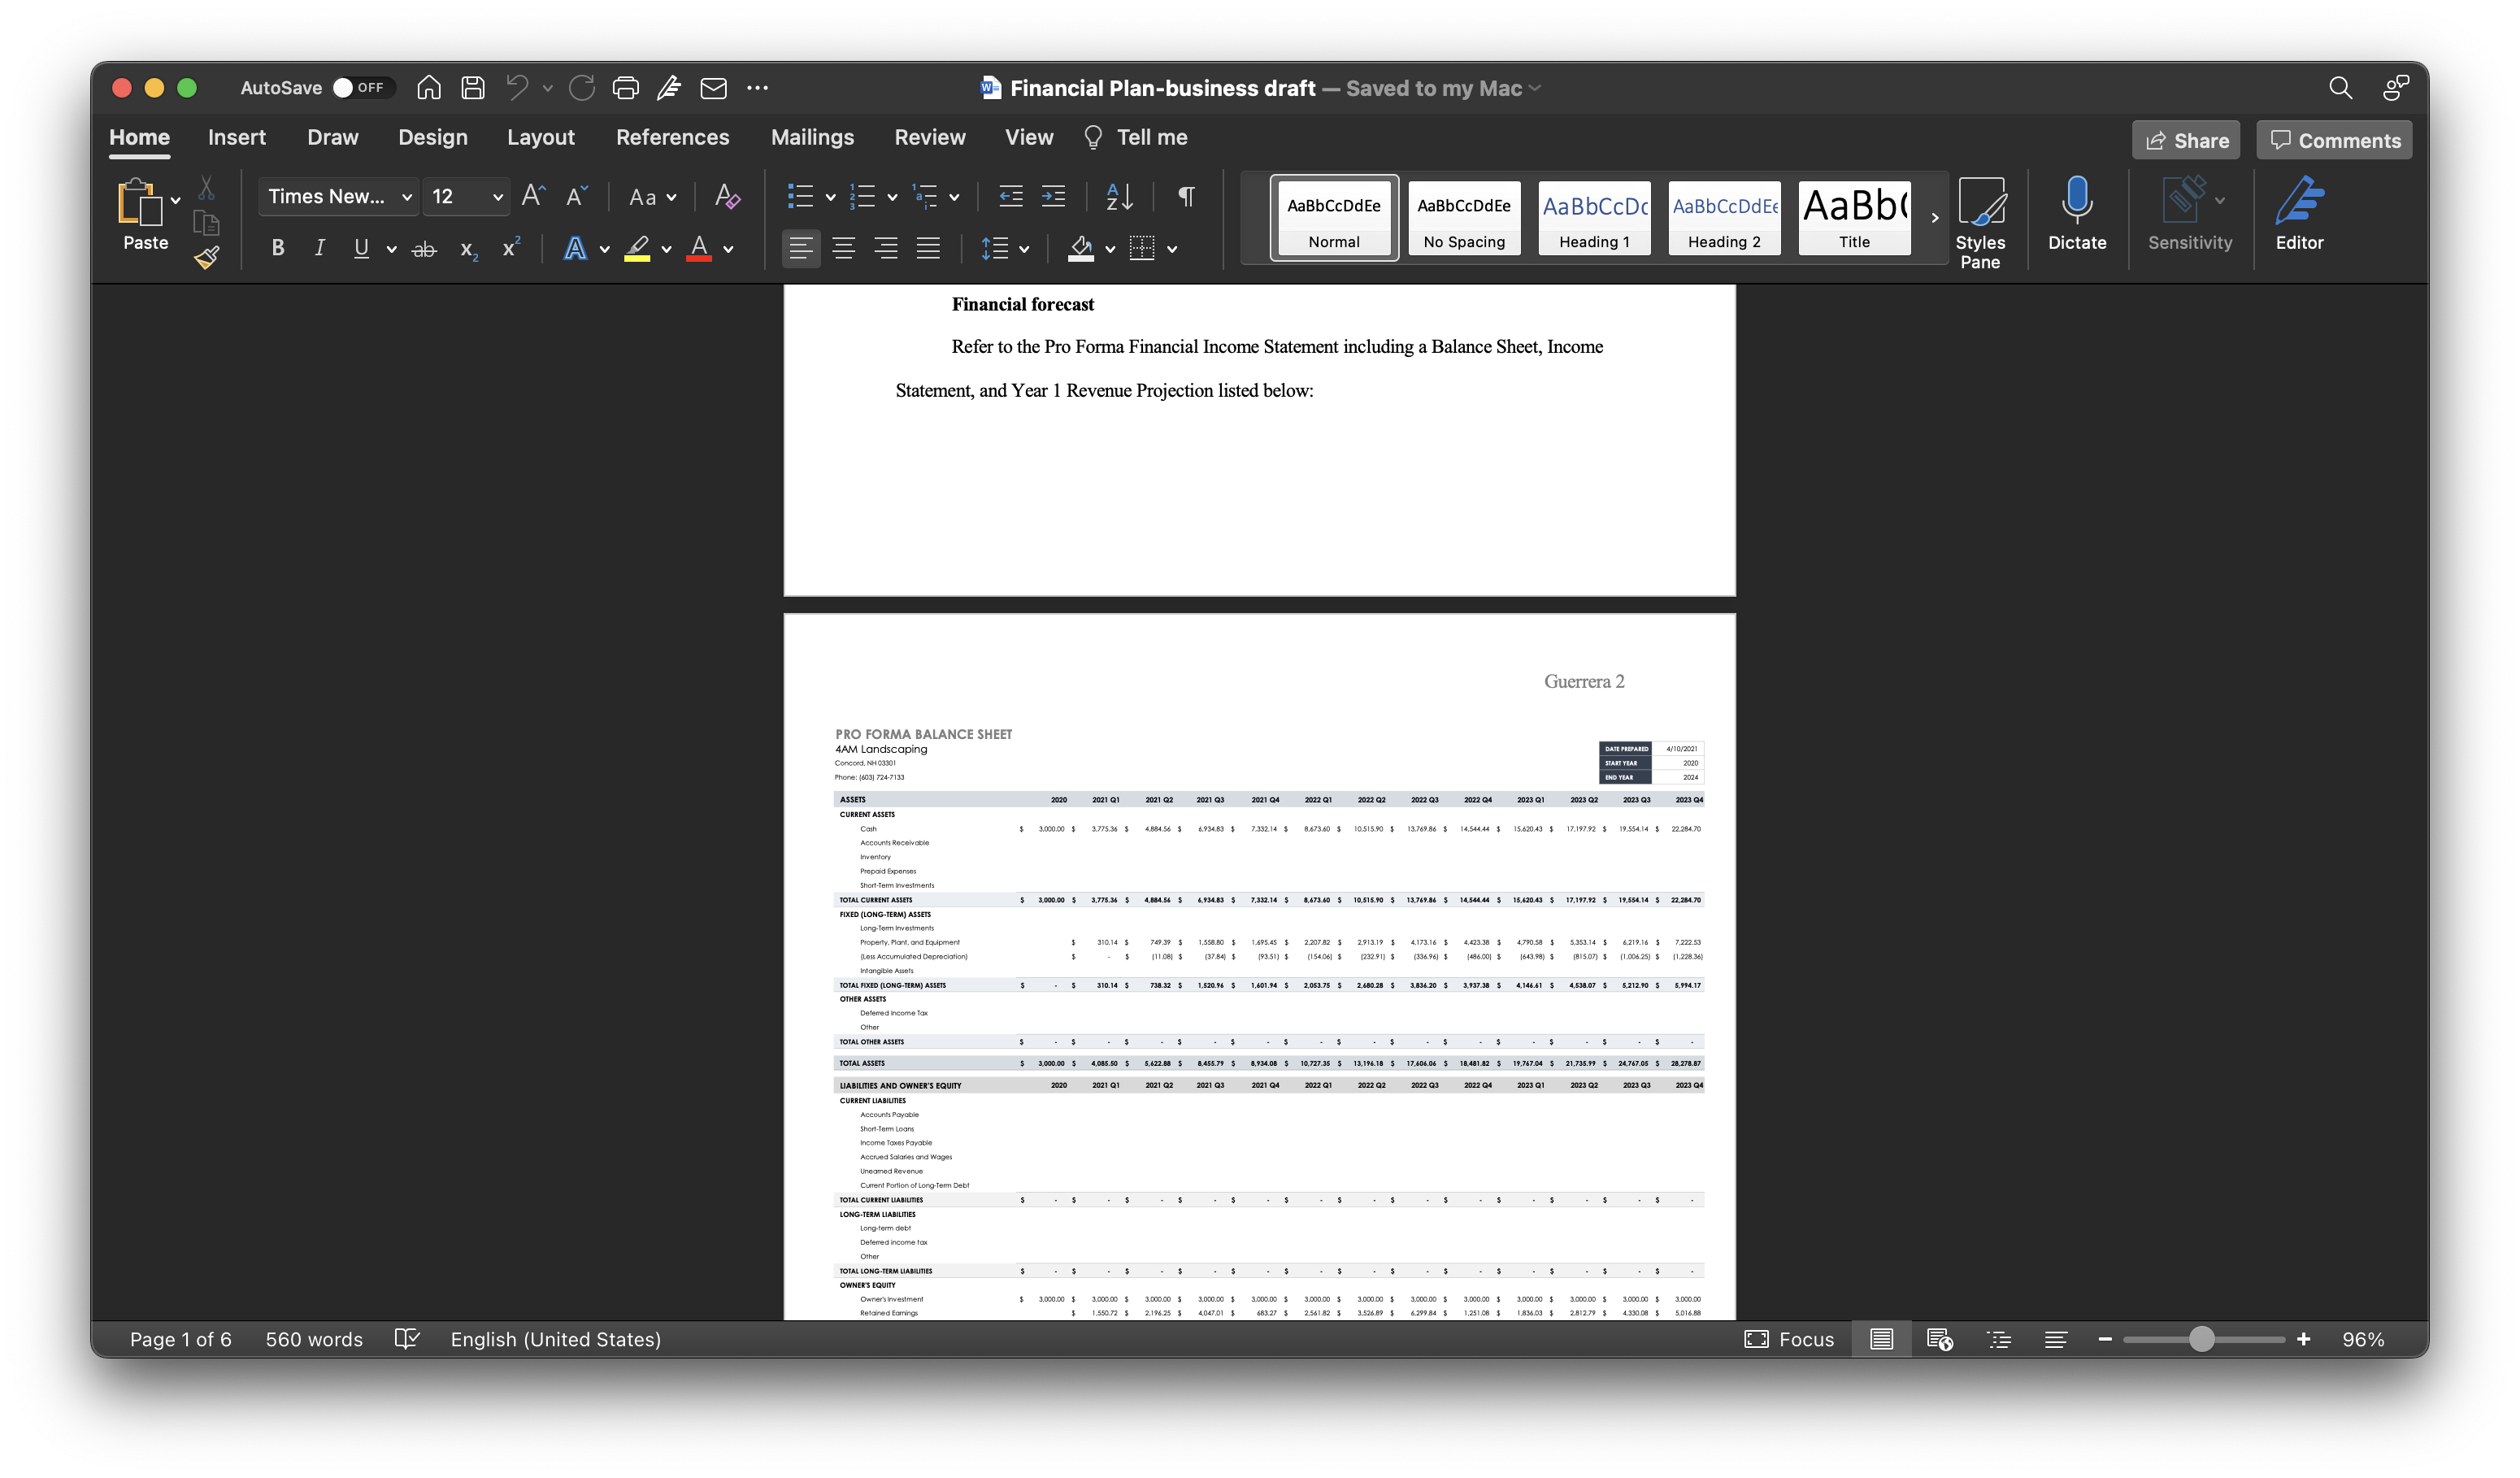 AutoSave OFF
Financial Plan-business draft — Saved to my Mac
Home Insert Draw Design Layout References Mailings Review View Tell me Share Comments
Paste Times New... 12 Aa AaBbCcDdEe AaBbCcDdEe AaBbCcDc AaBbCcDdEe AaBb(
Normal No Spacing Heading 1 Heading 2 Title Styles Pane Dictate Sensitivity Editor
Financial forecast
Refer to the Pro Forma Financial Income Statement including a Balance Sheet, Income
Statement, and Year 1 Revenue Projection listed below:
Guerrera 2
PRO FORMA BALANCE SHEET
4AM Landscaping
Concord, NH 03301
Phone: (603) 724-7133
DATE PREPARED 4/10/2021
START YEAR 2020
END YEAR 2024
ASSETS 2020 2021 Q1 2021 Q2 2021 Q3 2021 Q4 2022 Q1 2022 Q2 2022 Q3 2022 Q4 2023 Q1 2023 Q2 2023 Q3 2023 Q4
CURRENT ASSETS
Cash $ 3,000.00 $ 3,775.36 $ 4,884.56 $ 6,934.83 $ 7,332.14 $ 8,673.60 $ 10,515.90 $ 13,769.86 $ 14,544.44 $ 15,620.43 $ 17,197.92 $ 19,554.14 $ 22,284.70
Accounts Receivable
Inventory
Prepaid Expenses
Short-Term Investments
TOTAL CURRENT ASSETS $ 3,000.00 $ 3,775.36 $ 4,884.56 $ 6,934.83 $ 7,332.14 $ 8,673.60 $ 10,515.90 $ 13,769.86 $ 14,544.44 $ 15,620.43 $ 17,197.92 $ 19,554.14 $ 22,284.70
FIXED (LONG-TERM) ASSETS
Long-Term Investments
Property, Plant, and Equipment $ 310.14 $ 749.39 $ 1,558.80 $ 1,695.45 $ 2,207.82 $ 2,913.19 $ 4,173.16 $ 4,423.38 $ 4,790.58 $ 5,353.14 $ 6,219.16 $ 7,222.53
(Less Accumulated Depreciation) $ - $ (11.08) $ (37.84) $ (93.51) $ (154.06) $ (232.91) $ (336.96) $ (486.00) $ (643.98) $ (815.07) $ (1,006.25) $ (1,228.36)
Intangible Assets
TOTAL FIXED (LONG-TERM) ASSETS $ - $ 310.14 $ 738.32 $ 1,520.96 $ 1,601.94 $ 2,053.75 $ 2,680.28 $ 3,836.20 $ 3,937.38 $ 4,146.61 $ 4,538.07 $ 5,212.90 $ 5,994.17
OTHER ASSETS
Deferred Income Tax
Other
TOTAL OTHER ASSETS $ - $ - $ - $ - $ - $ - $ - $ - $ - $ - $ - $ - $ -
TOTAL ASSETS $ 3,000.00 $ 4,085.50 $ 5,622.88 $ 8,455.79 $ 8,934.08 $ 10,727.35 $ 13,196.18 $ 17,606.06 $ 18,481.82 $ 19,767.04 $ 21,735.99 $ 24,767.05 $ 28,278.87
LIABILITIES AND OWNER'S EQUITY 2020 2021 Q1 2021 Q2 2021 Q3 2021 Q4 2022 Q1 2022 Q2 2022 Q3 2022 Q4 2023 Q1 2023 Q2 2023 Q3 2023 Q4
CURRENT LIABILITIES
Accounts Payable
Short-Term Loans
Income Taxes Payable
Accrued Salaries and Wages
Unearned Revenue
Current Portion of Long-Term Debt
TOTAL CURRENT LIABILITIES $ - $ - $ - $ - $ - $ - $ - $ - $ - $ - $ - $ - $ -
LONG-TERM LIABILITIES
Long-term debt
Deferred income tax
Other
TOTAL LONG-TERM LIABILITIES $ - $ - $ - $ - $ - $ - $ - $ - $ - $ - $ - $ - $ -
OWNER'S EQUITY
Owner's Investment $ 3,000.00 $ 3,000.00 $ 3,000.00 $ 3,000.00 $ 3,000.00 $ 3,000.00 $ 3,000.00 $ 3,000.00 $ 3,000.00 $ 3,000.00 $ 3,000.00 $ 3,000.00 $ 3,000.00
Retained Earnings $ 1,550.72 $ 2,196.25 $ 4,047.01 $ 683.27 $ 2,561.82 $ 3,526.89 $ 6,299.84 $ 1,251.08 $ 1,836.03 $ 2,812.79 $ 4,330.08 $ 5,016.88
Page 1 of 6 560 words English (United States) Focus 96%